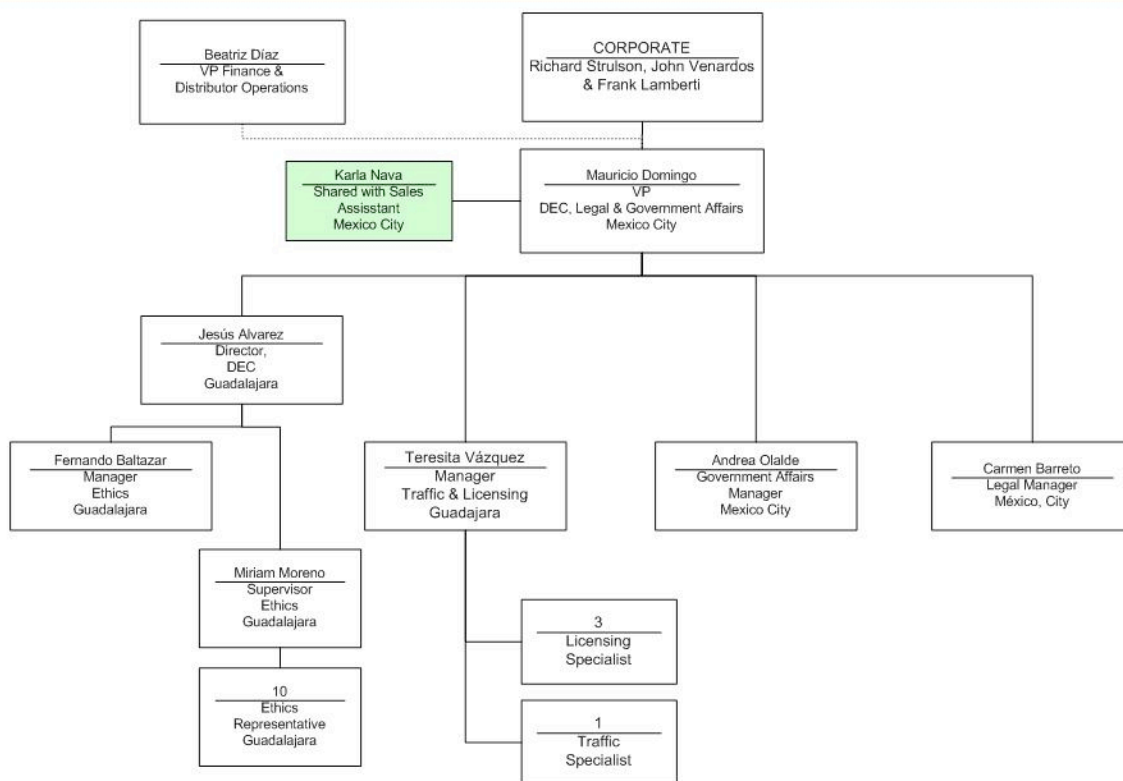 Beatriz Díaz
VP Finance &
Distributor Operations
CORPORATE
Richard Strulson, John Venardos
& Frank Lamberti
Karla Nava
Shared with Sales
Assisstant
Mexico City
Mauricio Domingo
VP
DEC, Legal & Government Affairs
Mexico City
Jesús Alvarez
Director,
DEC
Guadalajara
Fernando Baltazar
Manager
Ethics
Guadalajara
Teresita Vázquez
Manager
Traffic & Licensing
Guadajara
Andrea Olalde
Government Affairs
Manager
Mexico City
Carmen Barreto
Legal Manager
México, City
Miriam Moreno
Supervisor
Ethics
Guadalajara
3
Licensing
Specialist
10
Ethics
Representative
Guadalajara
1
Traffic
Specialist